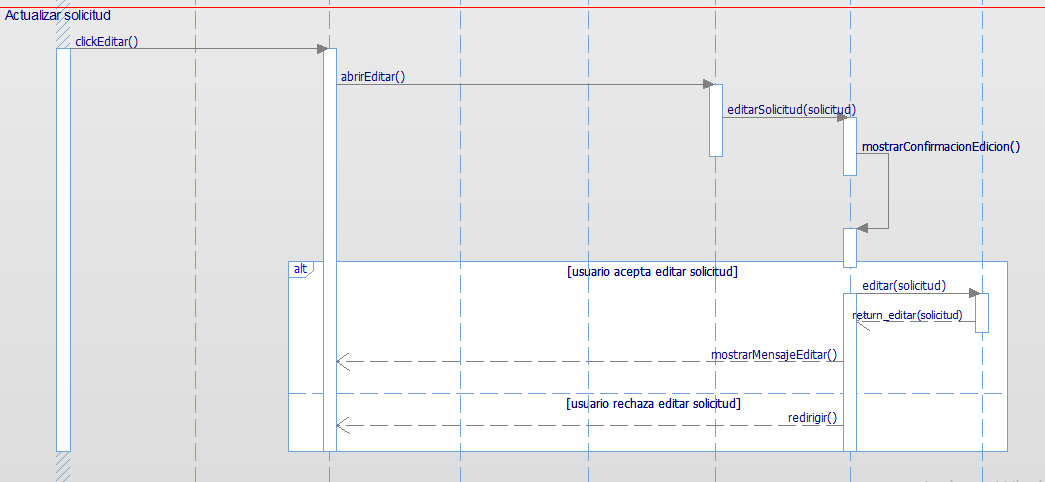 Actualizar solicitud
clickEditar()
abrirEditar()
editarSolicitud(solicitud)
mostrarConfirmacionEdicion()
alt
[usuario acepta editar solicitud]
editar(solicitud)
return_editar(solicitud)
mostrarMensajeEditar()
[usuario rechaza editar solicitud]
redirigir()